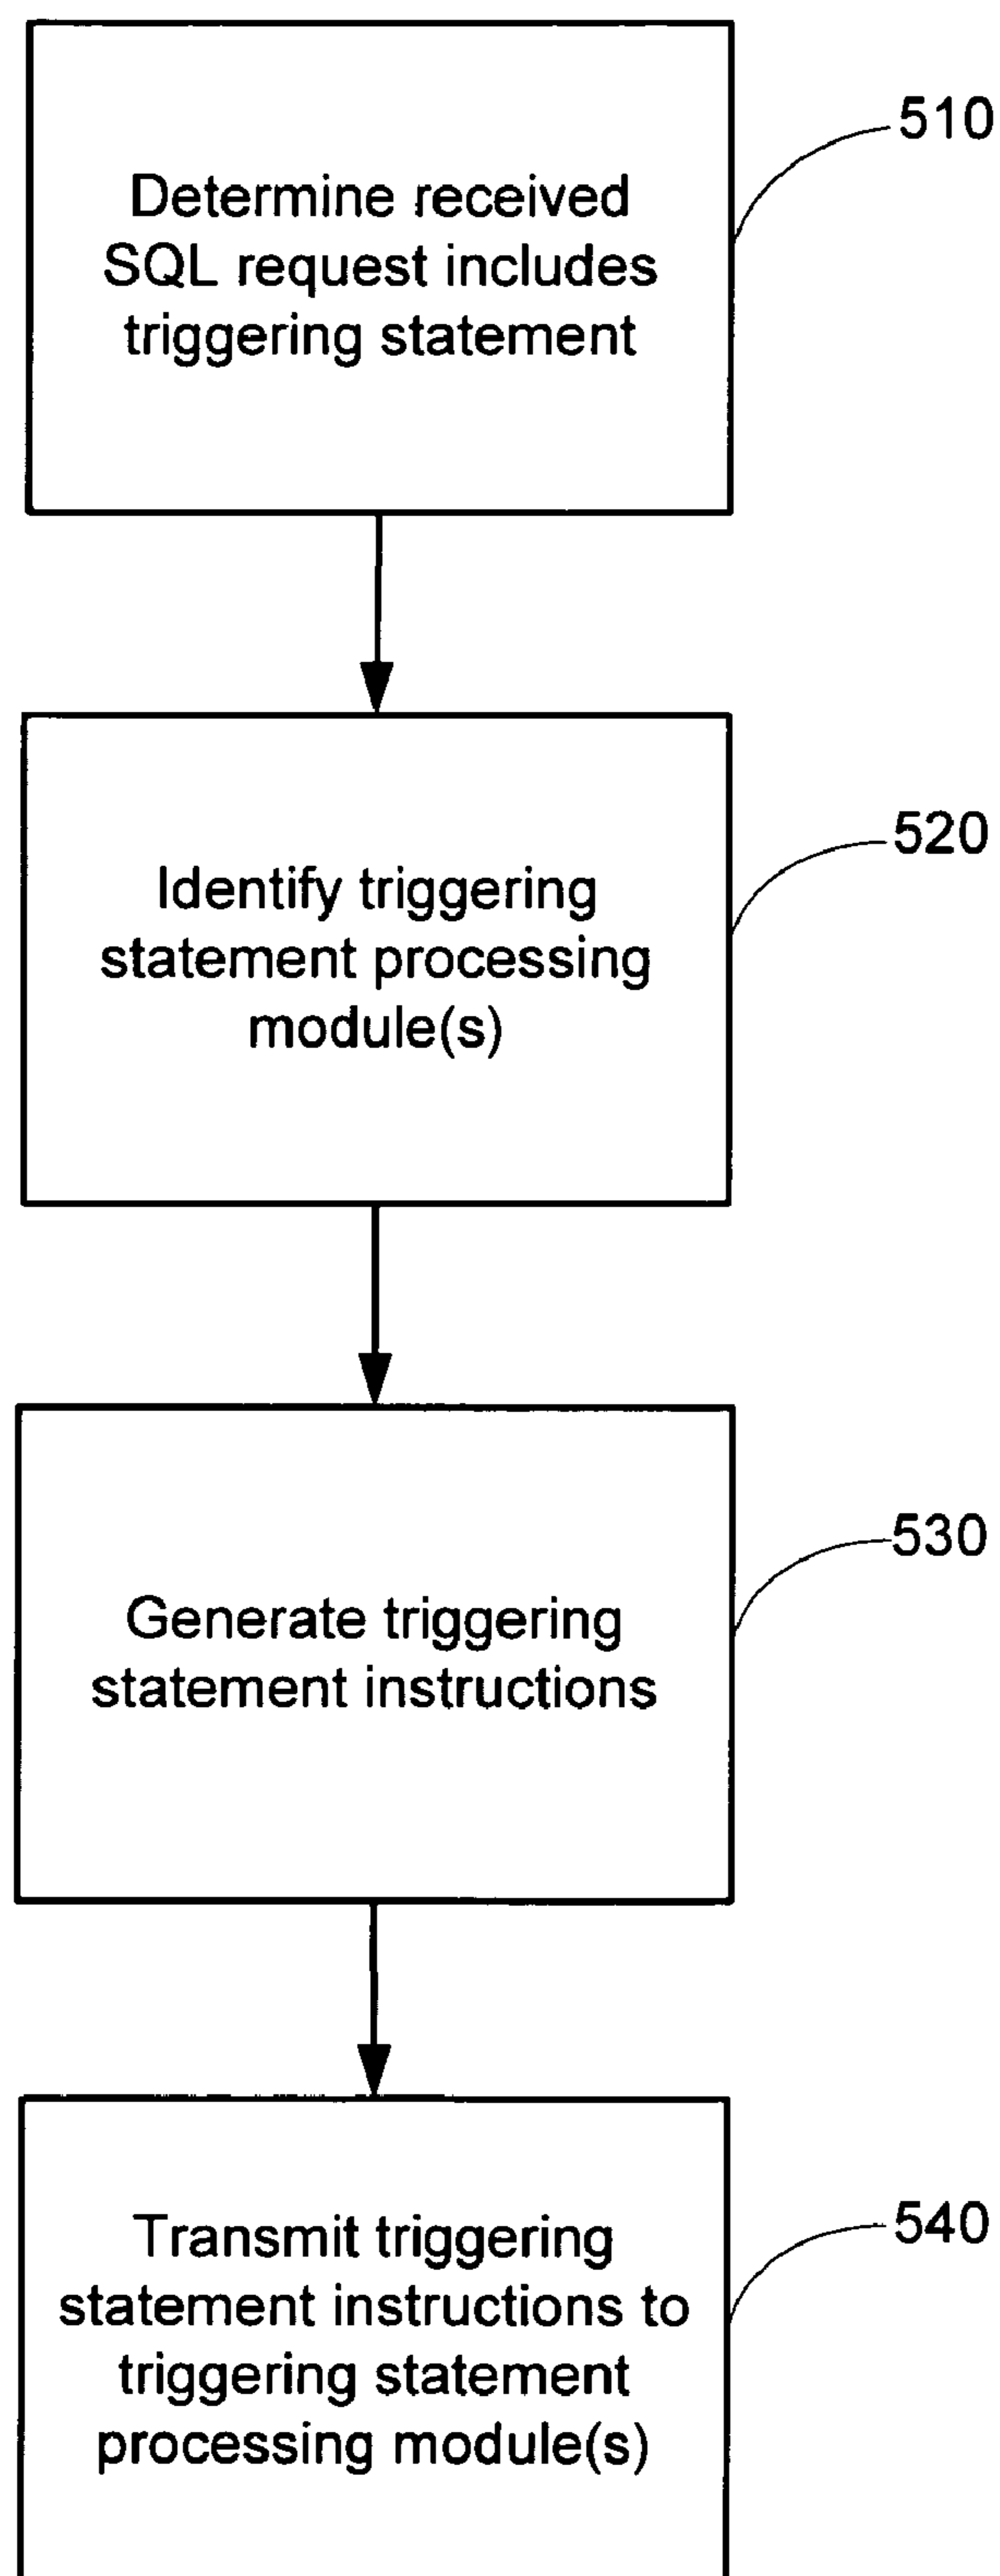 Determine received
SQL request includes
triggering statement
510
Identify triggering
statement processing
module(s)
520
Generate triggering
statement instructions
530
Transmit triggering
statement instructions to
triggering statement
processing module(s)
540